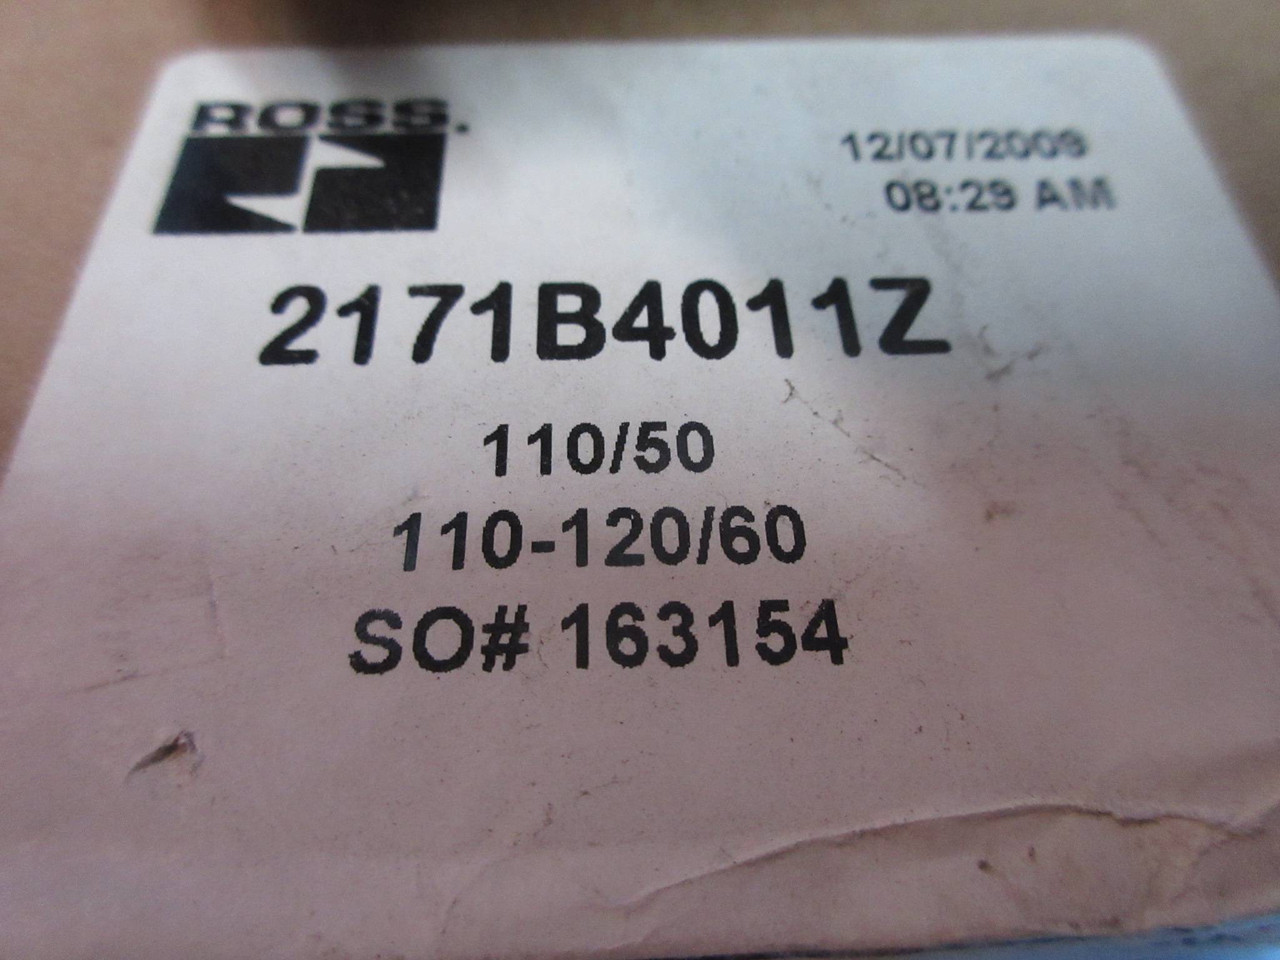 ROSS.
12/07/2009
08:29 AM
2171B4011Z
110/50
110-120/60
SO# 163154